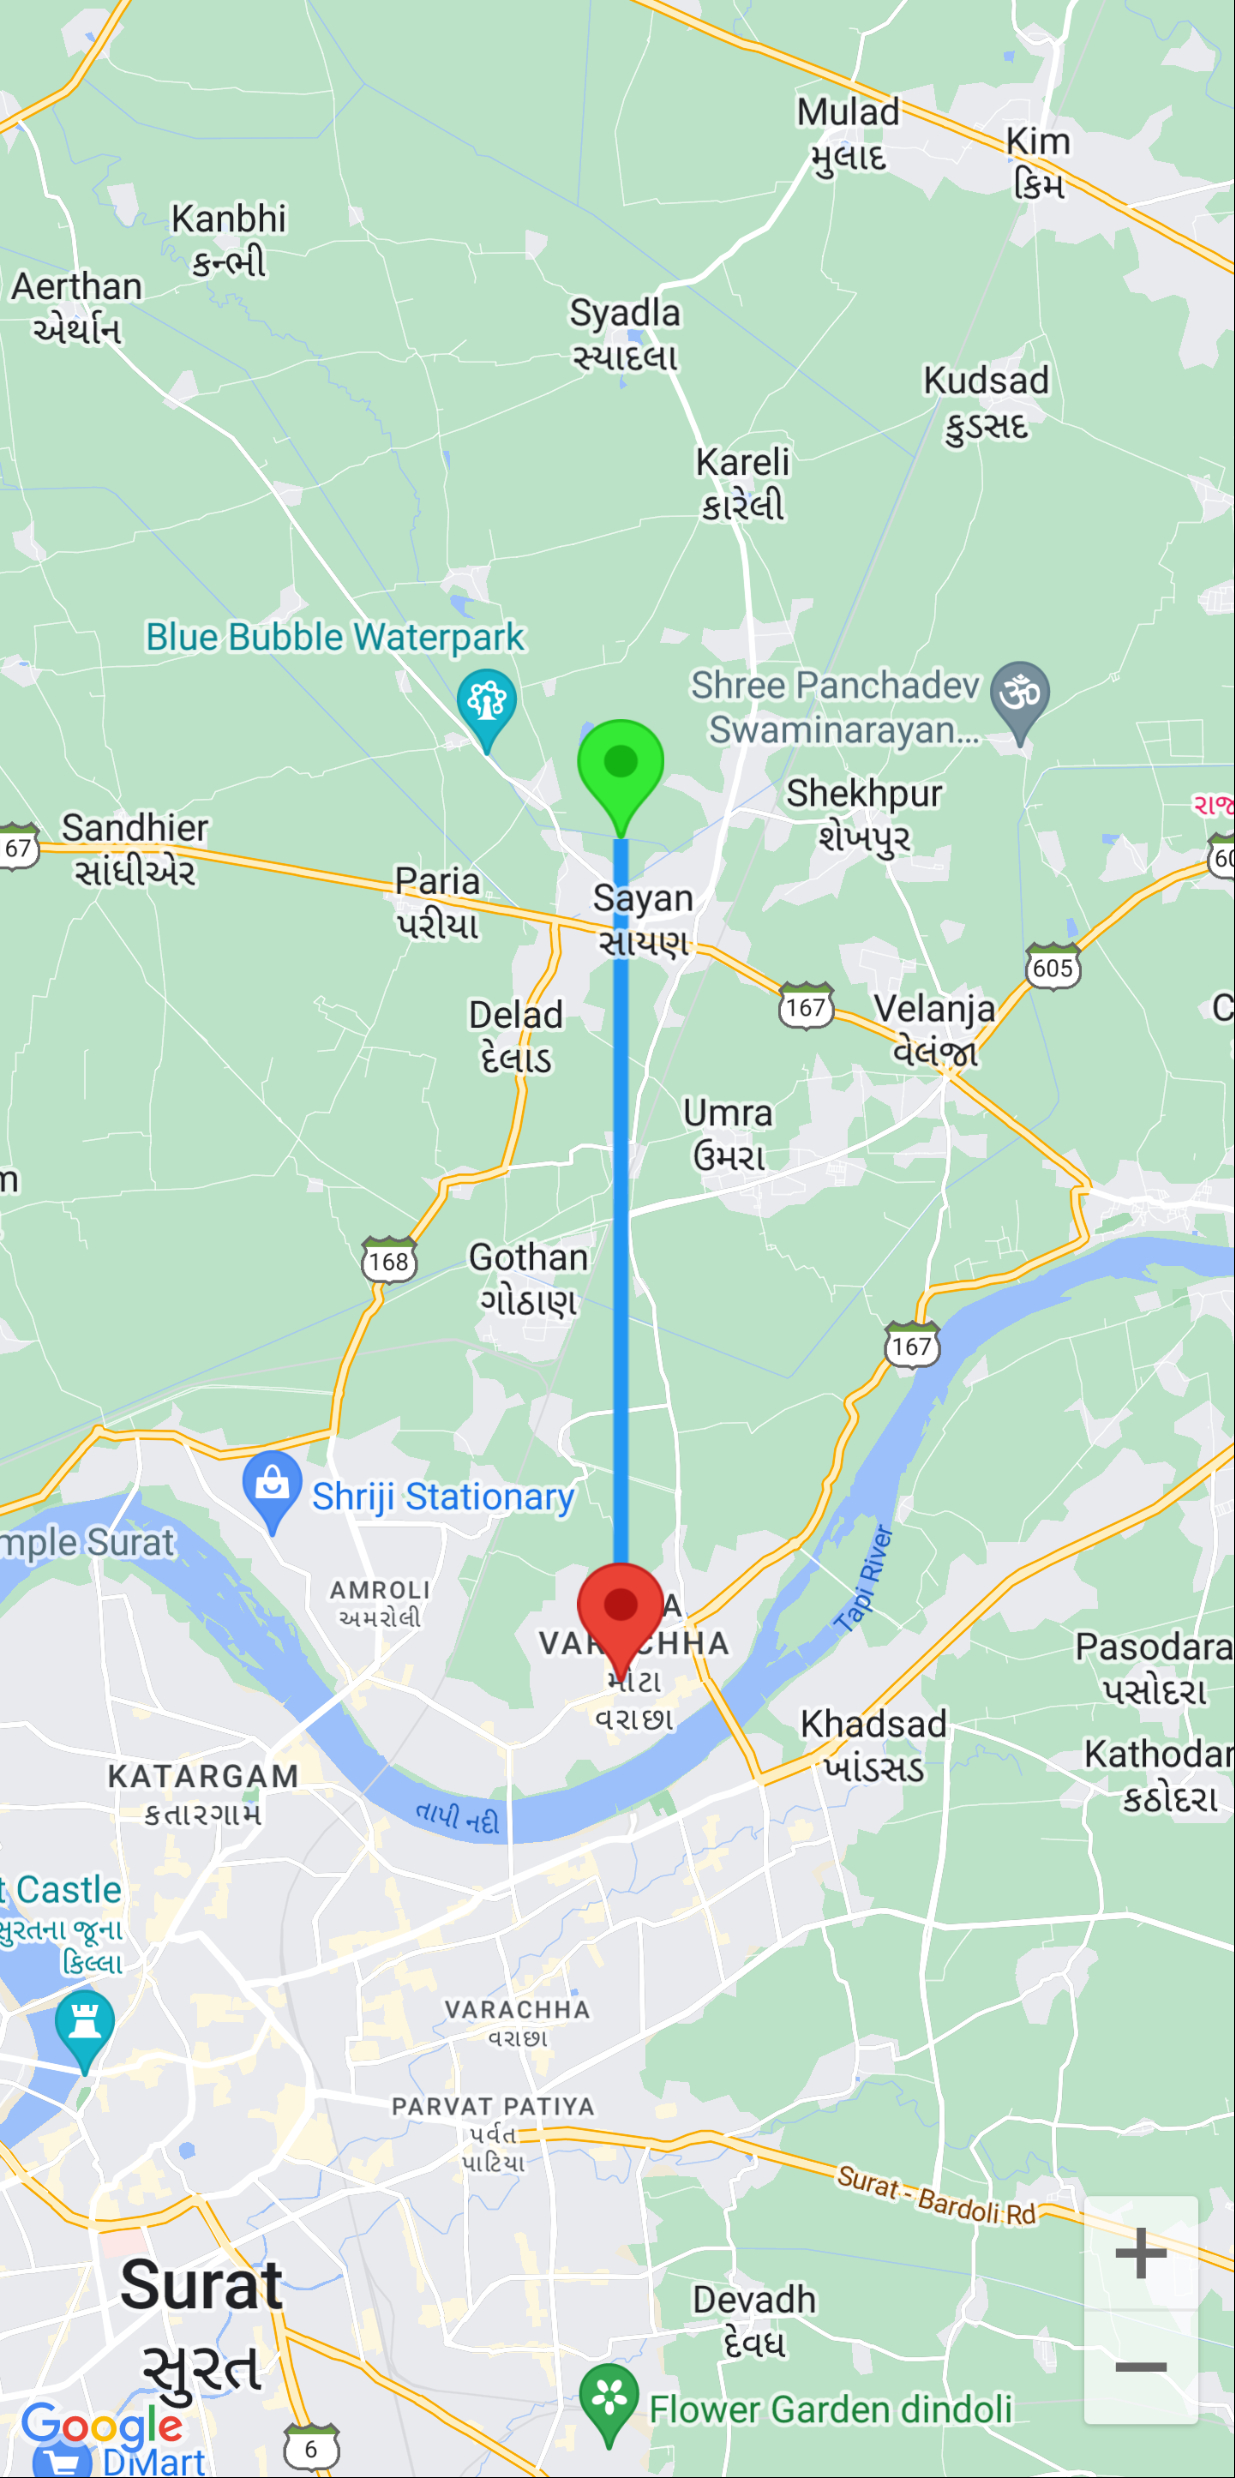 Mulad
મુલાદ
Kim
કિમ
Kanbhi
કન્ભી
Aerthan
એર્થાન
Syadla
સ્યાદલા
Kudsad
કુડસદ
Kareli
કારેલી
Blue Bubble Waterpark
Shree Panchadev
Swaminarayan...
Shekhpur
શેખપુર
Sandhier
સાંધીએર
67
Paria
પરીયા
Sayan
સાયણ
605
167
Velanja
વેલંજા
Delad
દેલાડ
Umra
ઉમરા
168
Gothan
ગોઠાણ
167
Shriji Stationary
mple Surat
Tapi River
AMROLI
અમરોલી
VARACHHA
મોટા
વરાછા
Pasodara
પસોદરા
Khadsad
ખાંડસડ
Kathodar
કઠોદરા
KATARGAM
કતારગામ
તાપી નદી
t Castle
સુરતના જૂના
કિલ્લા
VARACHHA
વરાછા
PARVAT PATIYA
પર્વત
પાટિયા
Surat - Bardoli Rd
Surat
સુરત
Devadh
દેવધ
Flower Garden dindoli
Google
DMart
6